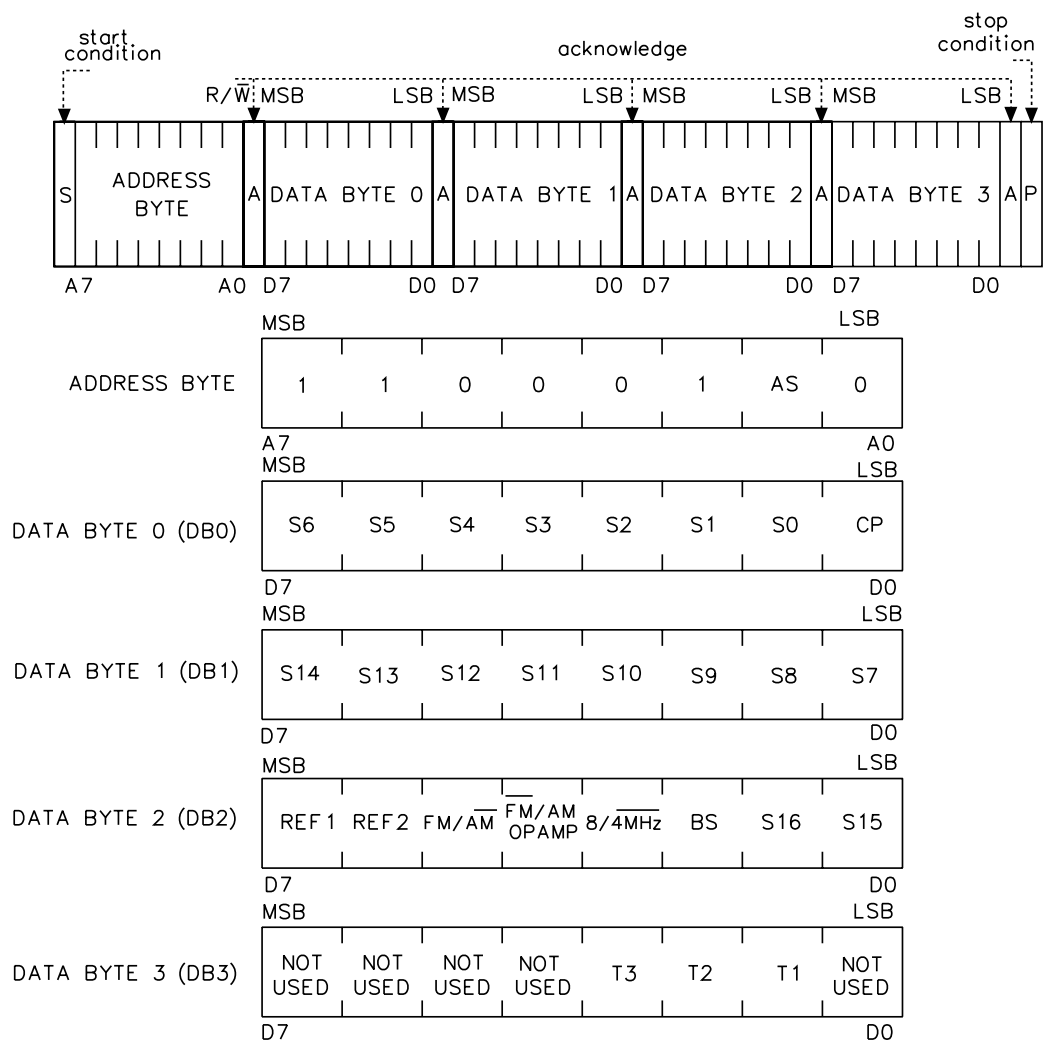 start
condition
acknowledge
stop
condition
R/W̅ MSB LSB MSB LSB MSB LSB MSB LSB
S ADDRESS BYTE A DATA BYTE 0 A DATA BYTE 1 A DATA BYTE 2 A DATA BYTE 3 A P
A7 A0 D7 D0 D7 D0 D7 D0 D7 D0
MSB LSB
ADDRESS BYTE 1 1 0 0 0 1 AS 0
A7 A0
MSB LSB
DATA BYTE 0 (DB0) S6 S5 S4 S3 S2 S1 S0 CP
D7 D0
MSB LSB
DATA BYTE 1 (DB1) S14 S13 S12 S11 S10 S9 S8 S7
D7 D0
MSB LSB
DATA BYTE 2 (DB2) REF1 REF2 FM/A̅M̅ F̅M̅/AM OPAMP 8/4̅M̅H̅z̅ BS S16 S15
D7 D0
MSB LSB
DATA BYTE 3 (DB3) NOT USED NOT USED NOT USED NOT USED T3 T2 T1 NOT USED
D7 D0